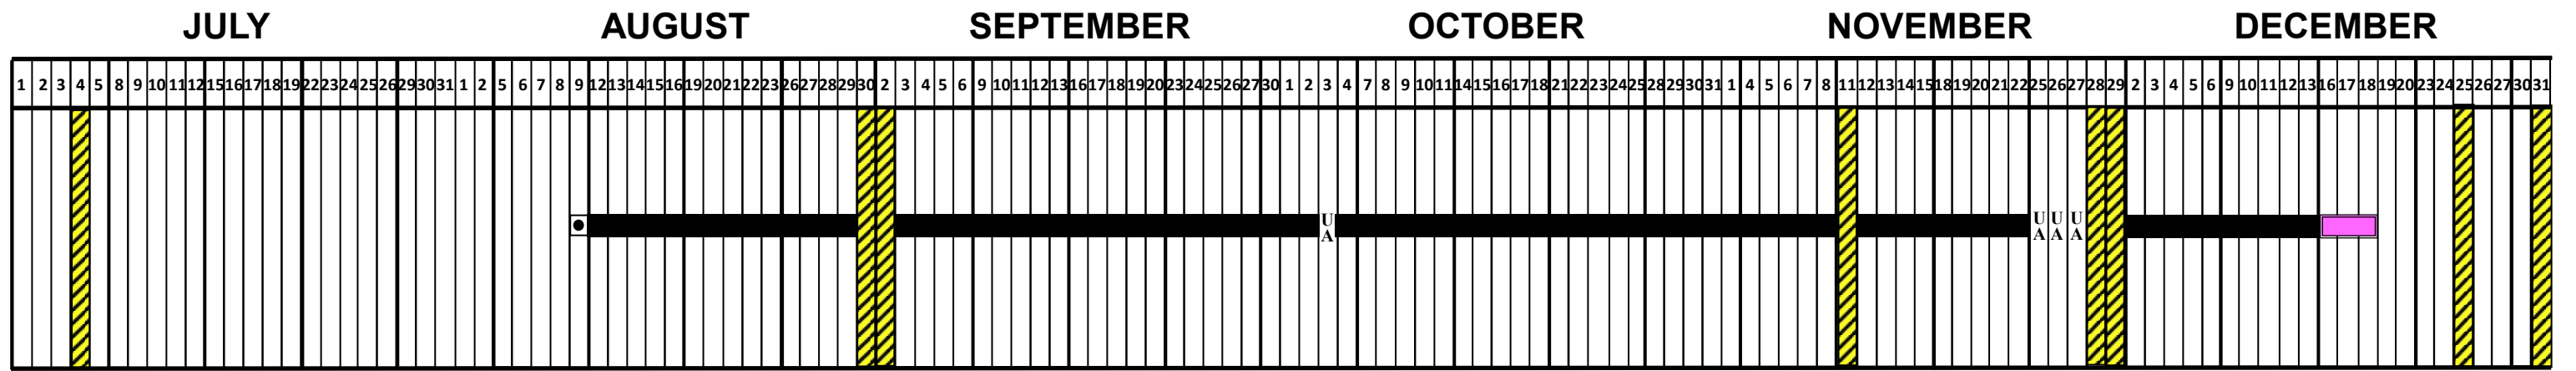 JULY AUGUST SEPTEMBER OCTOBER NOVEMBER DECEMBER
1 2 3 4 5 8 9 10 11 12 15 16 17 18 19 22 23 24 25 26 29 30 31 1 2 5 6 7 8 9 12 13 14 15 16 19 20 21 22 23 26 27 28 29 30 2 3 4 5 6 9 10 11 12 13 16 17 18 19 20 23 24 25 26 27 30 1 2 3 4 7 8 9 10 11 14 15 16 17 18 21 22 23 24 25 28 29 30 31 1 4 5 6 7 8 11 12 13 14 15 18 19 20 21 22 25 26 27 28 29 2 3 4 5 6 9 10 11 12 13 16 17 18 19 20 23 24 25 26 27 30 31
U U U U
A A A A